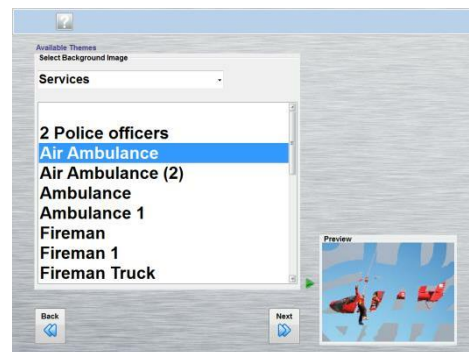 ?
Available Themes
Select Background Image
Services
2 Police officers
Air Ambulance
Air Ambulance (2)
Ambulance
Ambulance 1
Fireman
Fireman 1
Fireman Truck
Preview
Back
Next